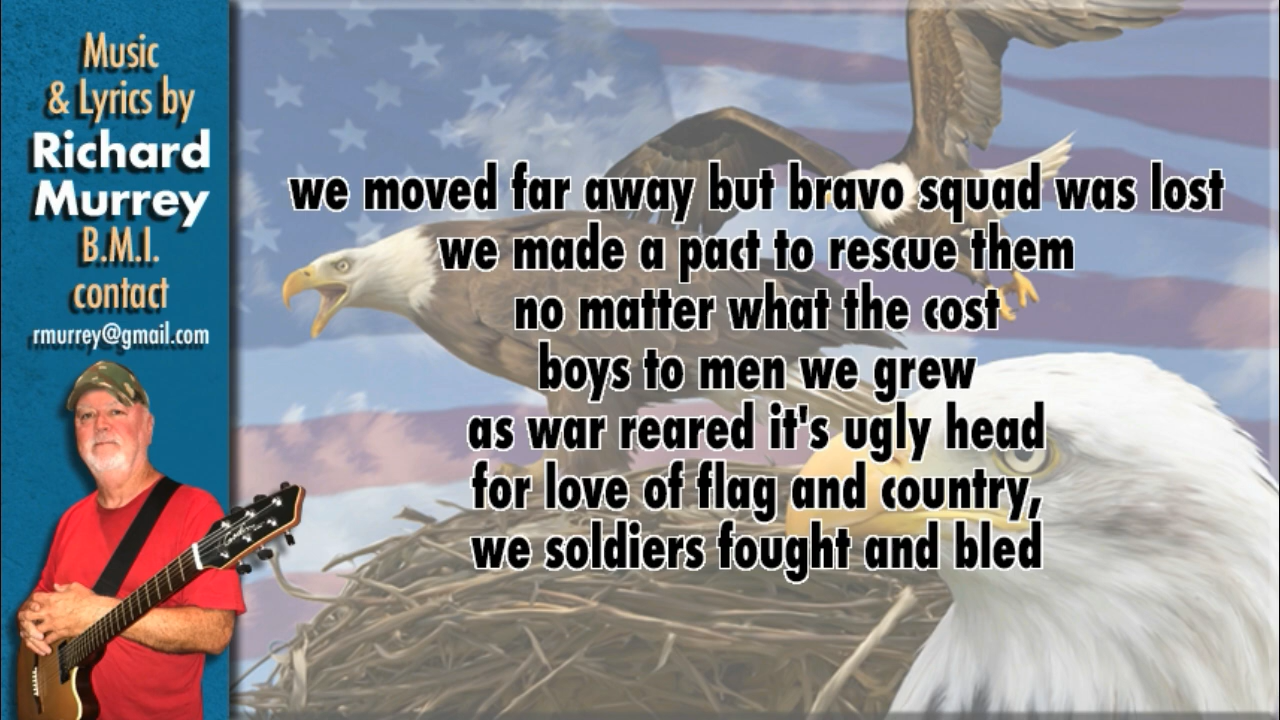 Music
& Lyrics by
Richard
Murrey
B.M.I.
contact
rmurrey@gmail.com
we moved far away but bravo squad was lost
we made a pact to rescue them
no matter what the cost
boys to men we grew
as war reared it's ugly head
for love of flag and country,
we soldiers fought and bled